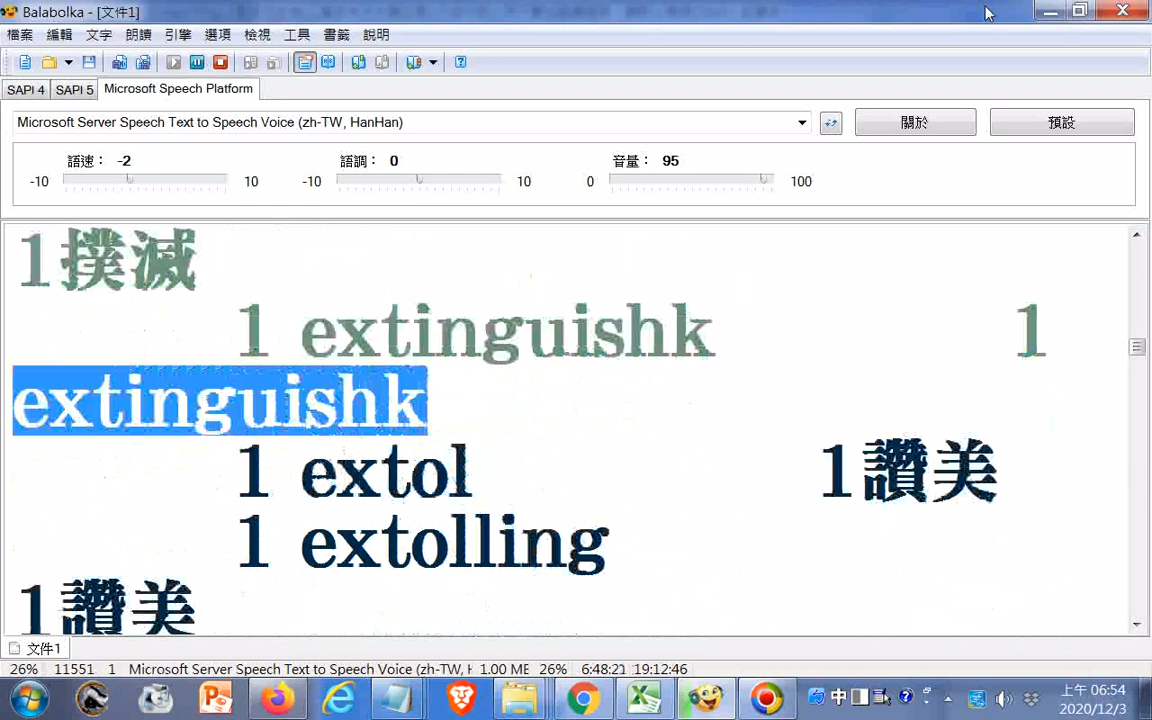 Balabolka - [文件1]
檔案 編輯 文字 朗讀 引擎 選項 檢視 工具 書籤 說明
SAPI 4 SAPI 5 Microsoft Speech Platform
Microsoft Server Speech Text to Speech Voice (zh-TW, HanHan) 關於 預設
語速： -2 語調： 0 音量： 95
-10 10 -10 10 0 100
1撲滅
1 extinguishk 1
extinguishk
1 extol 1讚美
1 extolling
1讚美
文件1
26% 11551 1 Microsoft Server Speech Text to Speech Voice (zh-TW, H 1.00 ME 26% 6:48:21 19:12:46
中 上午 06:54
2020/12/3